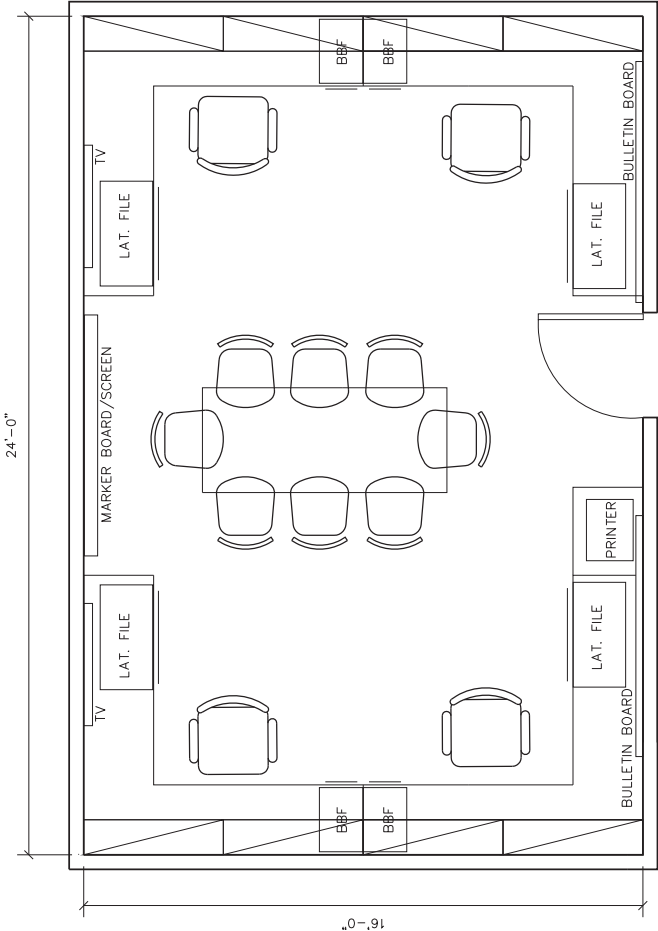 BBF
BBF
BULLETIN BOARD
TV
LAT. FILE
LAT. FILE
24'-0"
MARKER BOARD/SCREEN
PRINTER
LAT. FILE
LAT. FILE
TV
BULLETIN BOARD
BBF
BBF
16'-0"